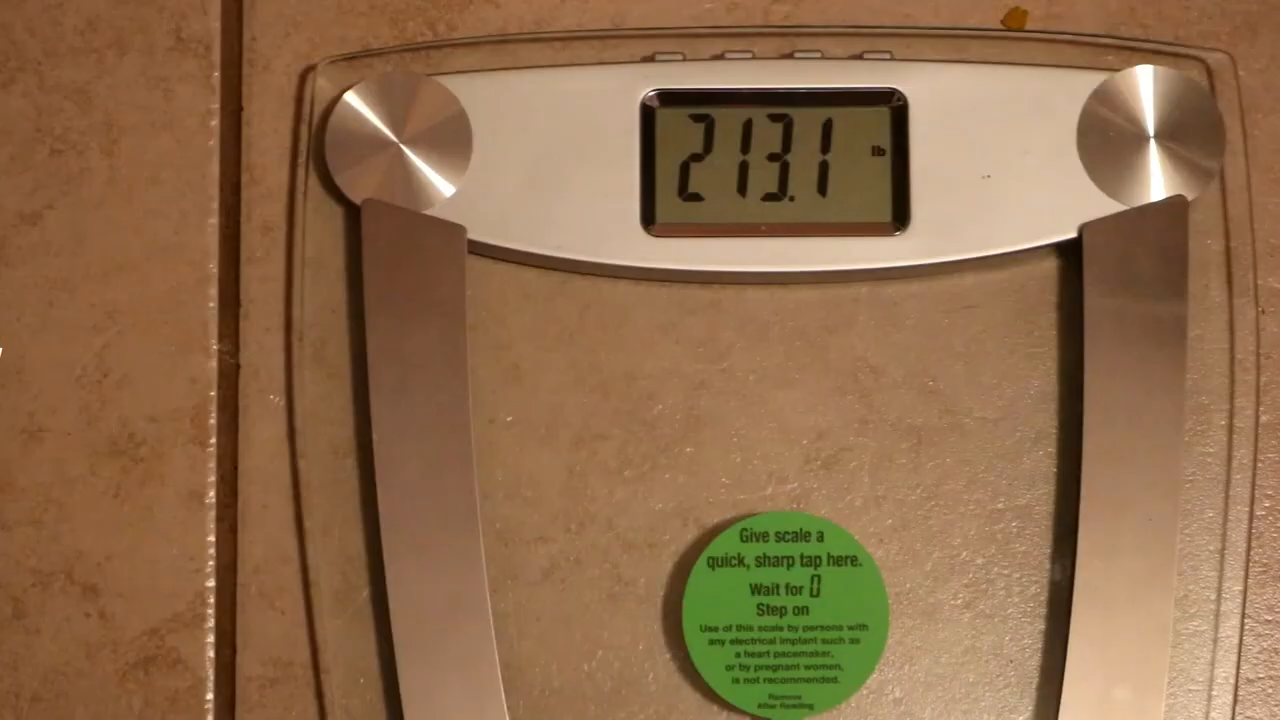 213.1 lb
Give scale a
quick, sharp tap here.
Wait for 0
Step on
Use of this scale by persons with
any electrical implant such as
a heart pacemaker,
or by pregnant women,
is not recommended.
Remove
After Reading